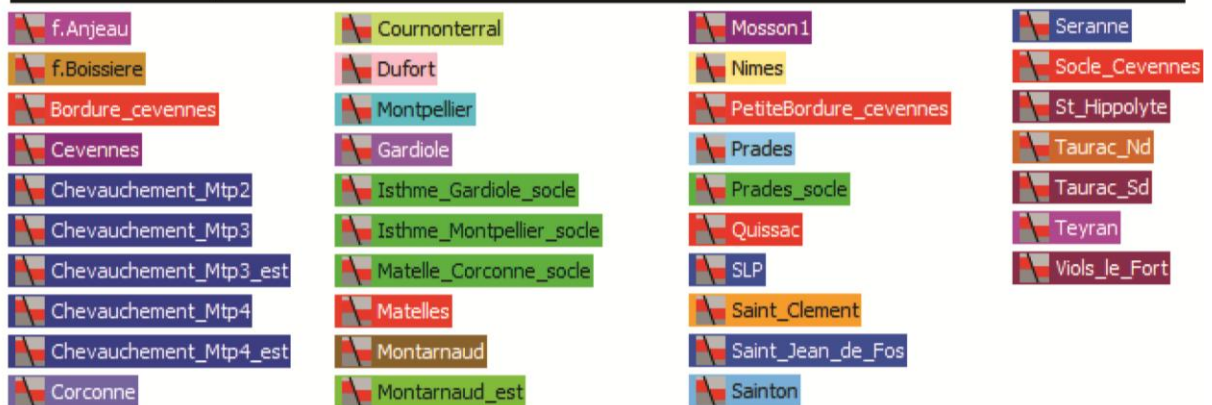 f.Anjeau
f.Boissiere
Bordure_cevennes
Cevennes
Chevauchement_Mtp2
Chevauchement_Mtp3
Chevauchement_Mtp3_est
Chevauchement_Mtp4
Chevauchement_Mtp4_est
Corconne
Cournonterral
Dufort
Montpellier
Gardiole
Isthme_Gardiole_socle
Isthme_Montpellier_socle
Matelle_Corconne_socle
Matelles
Montarnaud
Montarnaud_est
Mosson1
Nimes
PetiteBordure_cevennes
Prades
Prades_socle
Quissac
SLP
Saint_Clement
Saint_Jean_de_Fos
Sainton
Seranne
Socle_Cevennes
St_Hippolyte
Taurac_Nd
Taurac_Sd
Teyran
Viols_le_Fort